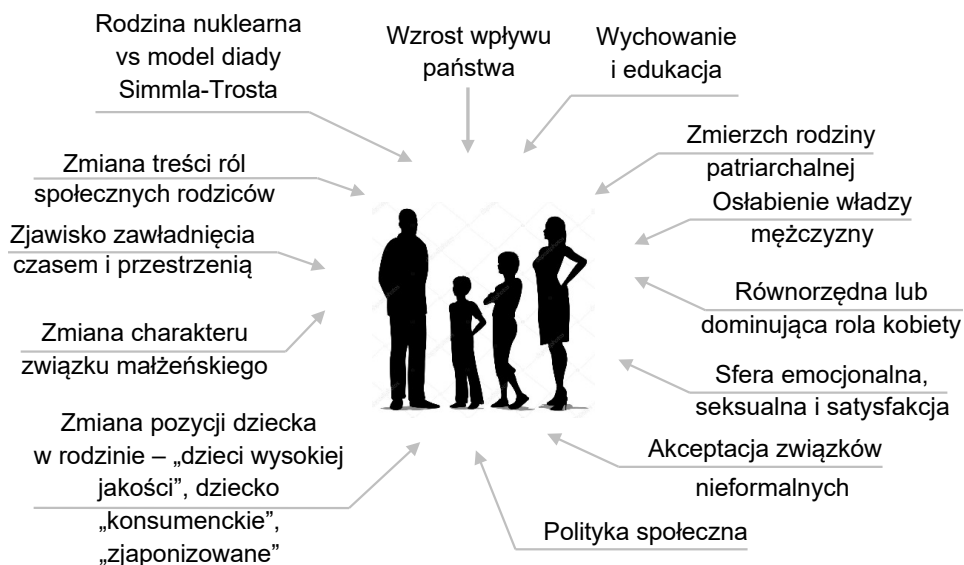 Rodzina nuklearna
vs model diady
Simmla-Trosta
Wzrost wpływu
państwa
Wychowanie
i edukacja
Zmiana treści ról
społecznych rodziców
Zmierzch rodziny
patriarchalnej
Zjawisko zawładnięcia
czasem i przestrzenią
Osłabienie władzy
mężczyzny
Zmiana charakteru
związku małżeńskiego
Równorzędna lub
dominująca rola kobiety
Sfera emocjonalna,
seksualna i satysfakcja
Zmiana pozycji dziecka
w rodzinie – „dzieci wysokiej
jakości”, dziecko
„konsumenckie”,
„zjaponizowane”
Akceptacja związków
nieformalnych
Polityka społeczna